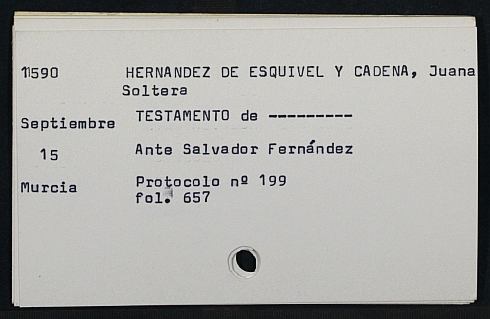 1590 HERNANDEZ DE ESQUIVEL Y CADENA, Juana
Soltera
Septiembre TESTAMENTO de ---------
15 Ante Salvador Fernández
Murcia Protocolo nº 199
fol. 657